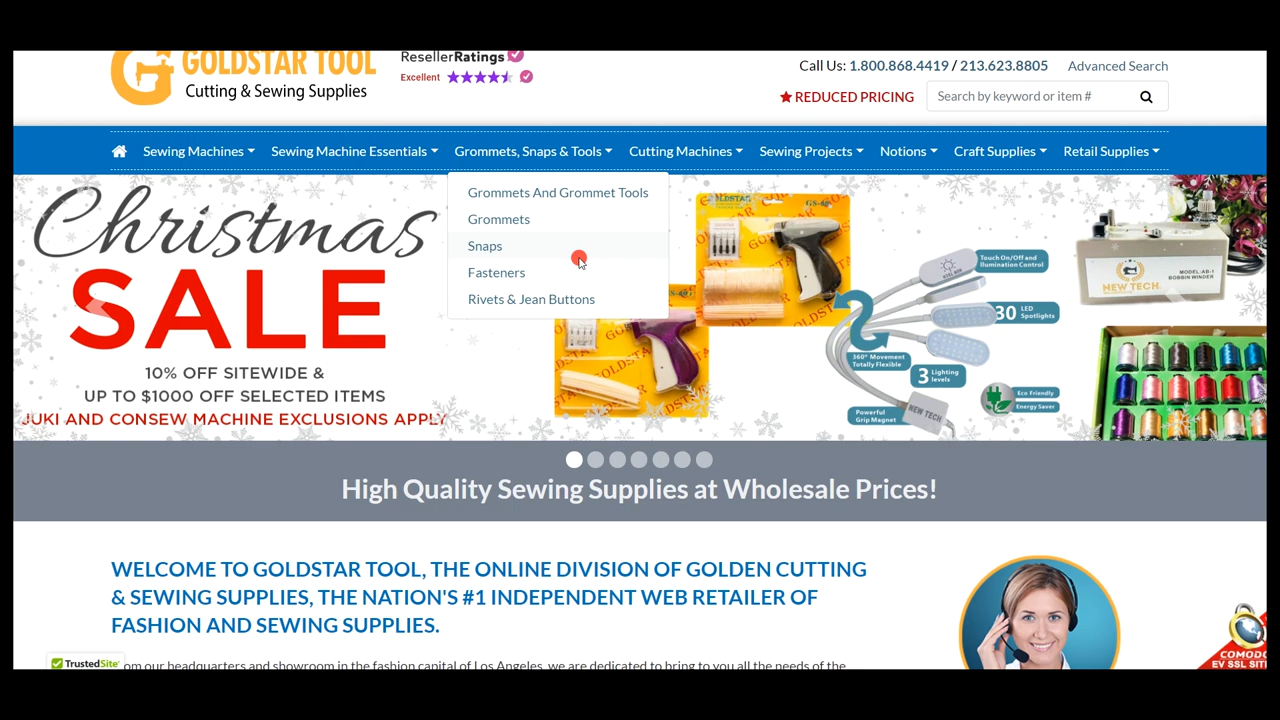 GOLDSTAR TOOL
Cutting & Sewing Supplies
ResellerRatings
Excellent
Call Us: 1.800.868.4419 / 213.623.8805
Advanced Search
REDUCED PRICING
Search by keyword or item #
Sewing Machines
Sewing Machine Essentials
Grommets, Snaps & Tools
Cutting Machines
Sewing Projects
Notions
Craft Supplies
Retail Supplies
Grommets And Grommet Tools
Grommets
Snaps
Fasteners
Rivets & Jean Buttons
Christmas
SALE
10% OFF SITEWIDE &
UP TO $1000 OFF SELECTED ITEMS
JUKI AND CONSEW MACHINE EXCLUSIONS APPLY
GOLDSTAR
Touch On/Off and
Ilumination Control
30 LED
Spotlights
360° Movement
Totally Flexible
3 Lighting
levels
Eco Friendly
Energy Saver
Powerful
Grip Magnet
NEW TECH
NEW TECH
MODEL:AB-1
BOBBIN WINDER
High Quality Sewing Supplies at Wholesale Prices!
WELCOME TO GOLDSTAR TOOL, THE ONLINE DIVISION OF GOLDEN CUTTING
& SEWING SUPPLIES, THE NATION'S #1 INDEPENDENT WEB RETAILER OF
FASHION AND SEWING SUPPLIES.
om our headquarters and showroom in the fashion capital of Los Angeles, we are dedicated to bring to you all the needs of the
TrustedSite
COMODO
EV SSL SIT